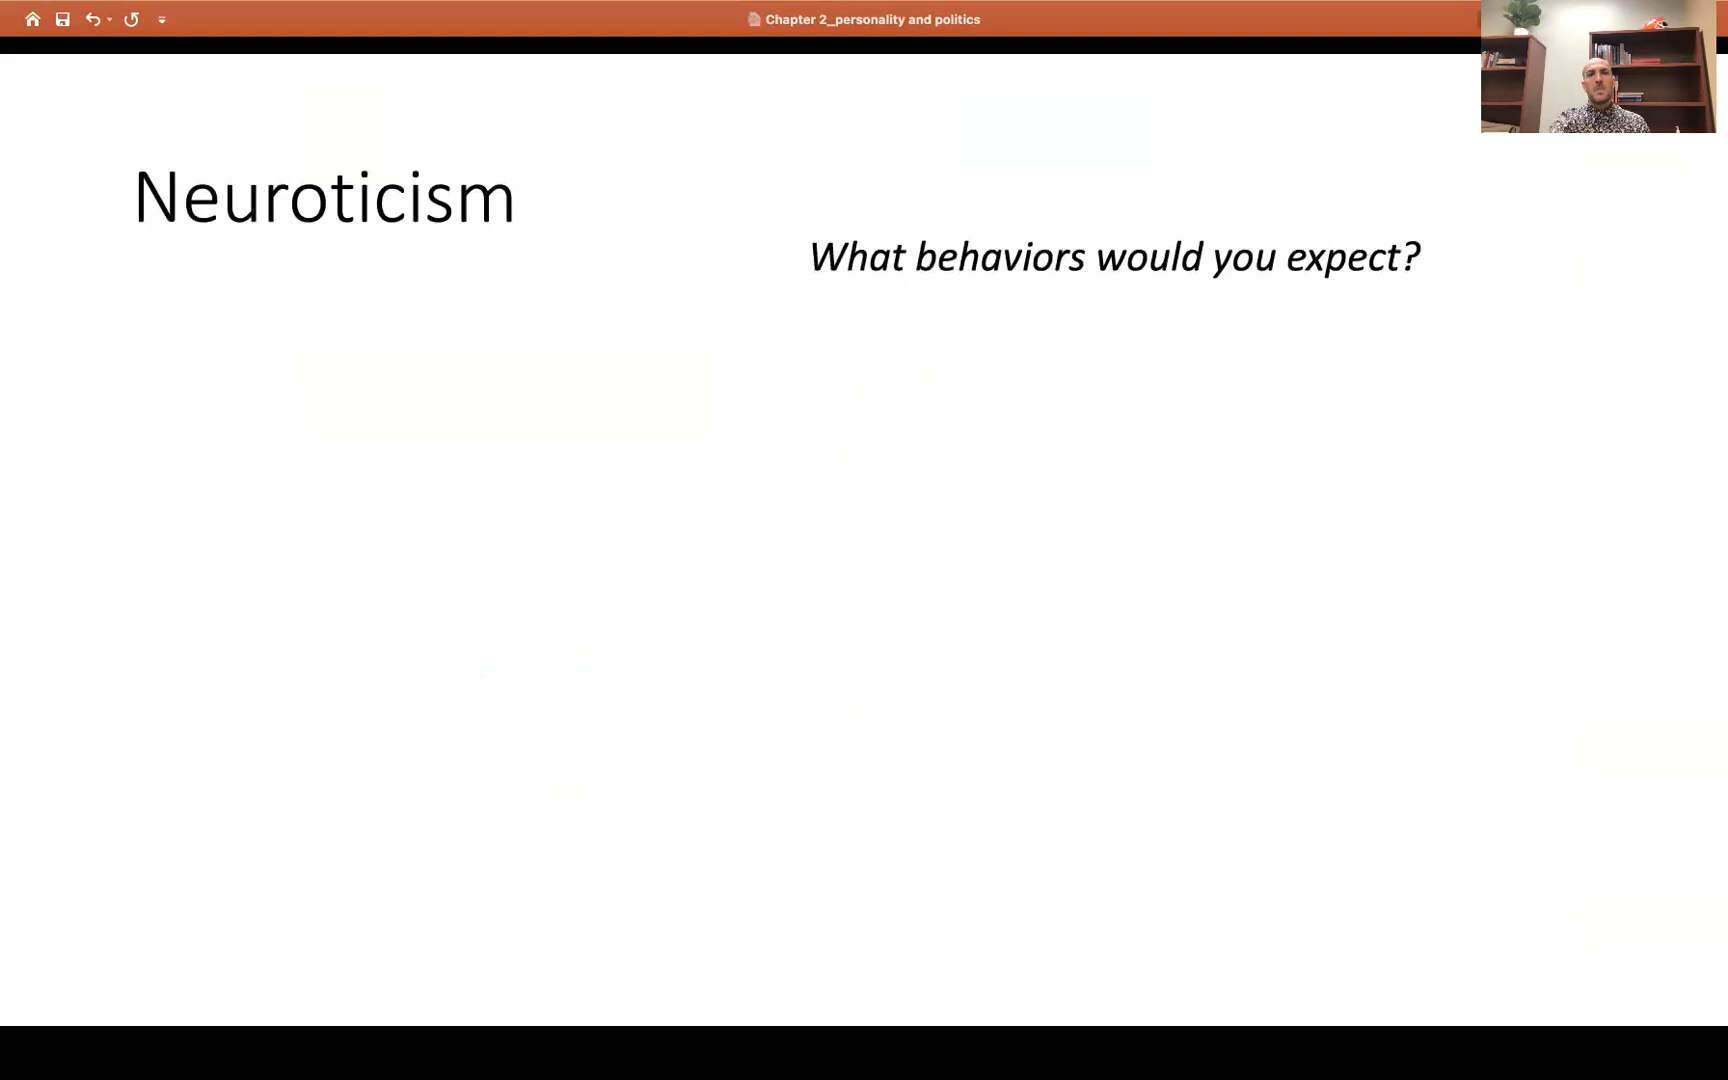 Chapter 2_personality and politics
Neuroticism
What behaviors would you expect?